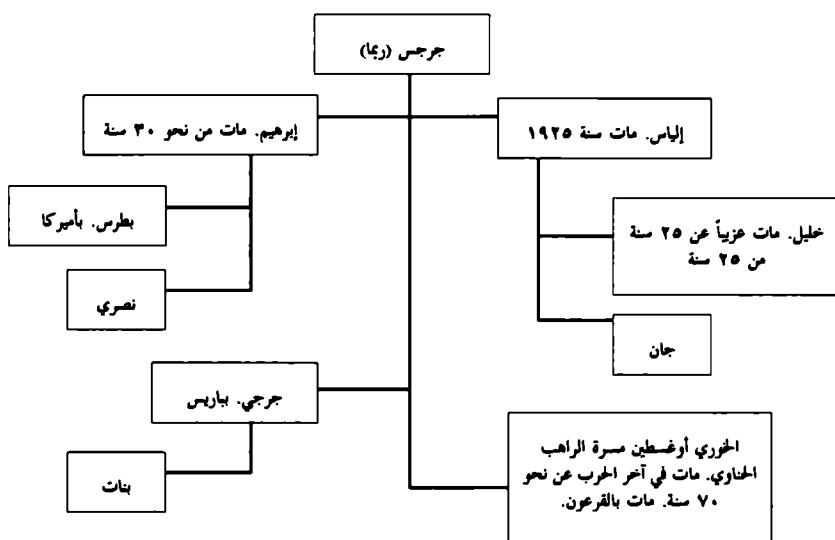 جرجس (ربما)
إلياس. مات سنة ١٩٢٥
إبرهيم. مات من نحو ٣٠ سنة
خليل. مات عزيباً عن ٢٥ سنة
من ٢٥ سنة
جان
بطرس. بأميركا
نصري
جرجي. بباريس
بنات
الخوري أوغسطين مسرة الراهب
الحناوي. مات في آخر الحرب عن نحو
٧٠ سنة. مات بالقرعون.